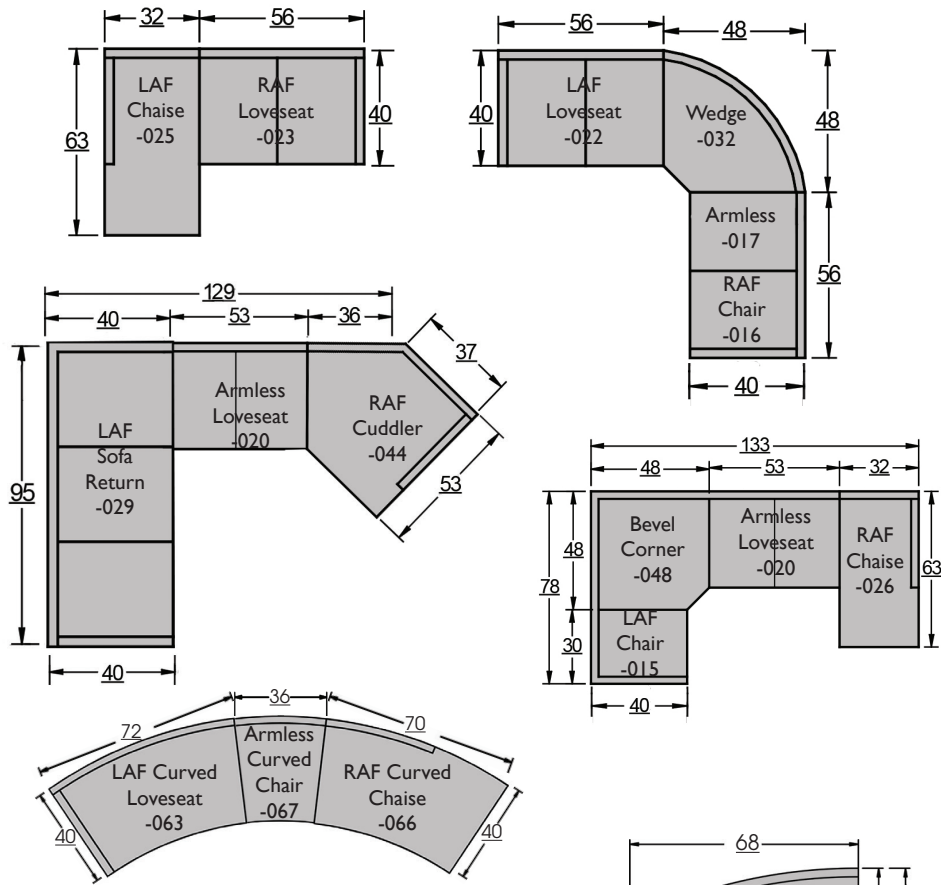 32
56
LAF
Chaise
-025
RAF
Loveseat
-023
63
40
56
48
LAF
Loveseat
-022
Wedge
-032
40
48
Armless
-017
RAF
Chair
-016
56
40
129
40
53
36
37
LAF
Sofa
Return
-029
Armless
Loveseat
-020
RAF
Cuddler
-044
95
53
40
133
48
53
32
Bevel
Corner
-048
Armless
Loveseat
-020
RAF
Chaise
-026
48
78
63
LAF
Chair
-015
30
40
72
36
70
LAF Curved
Loveseat
-063
Armless
Curved
Chair
-067
RAF Curved
Chaise
-066
40
40
68